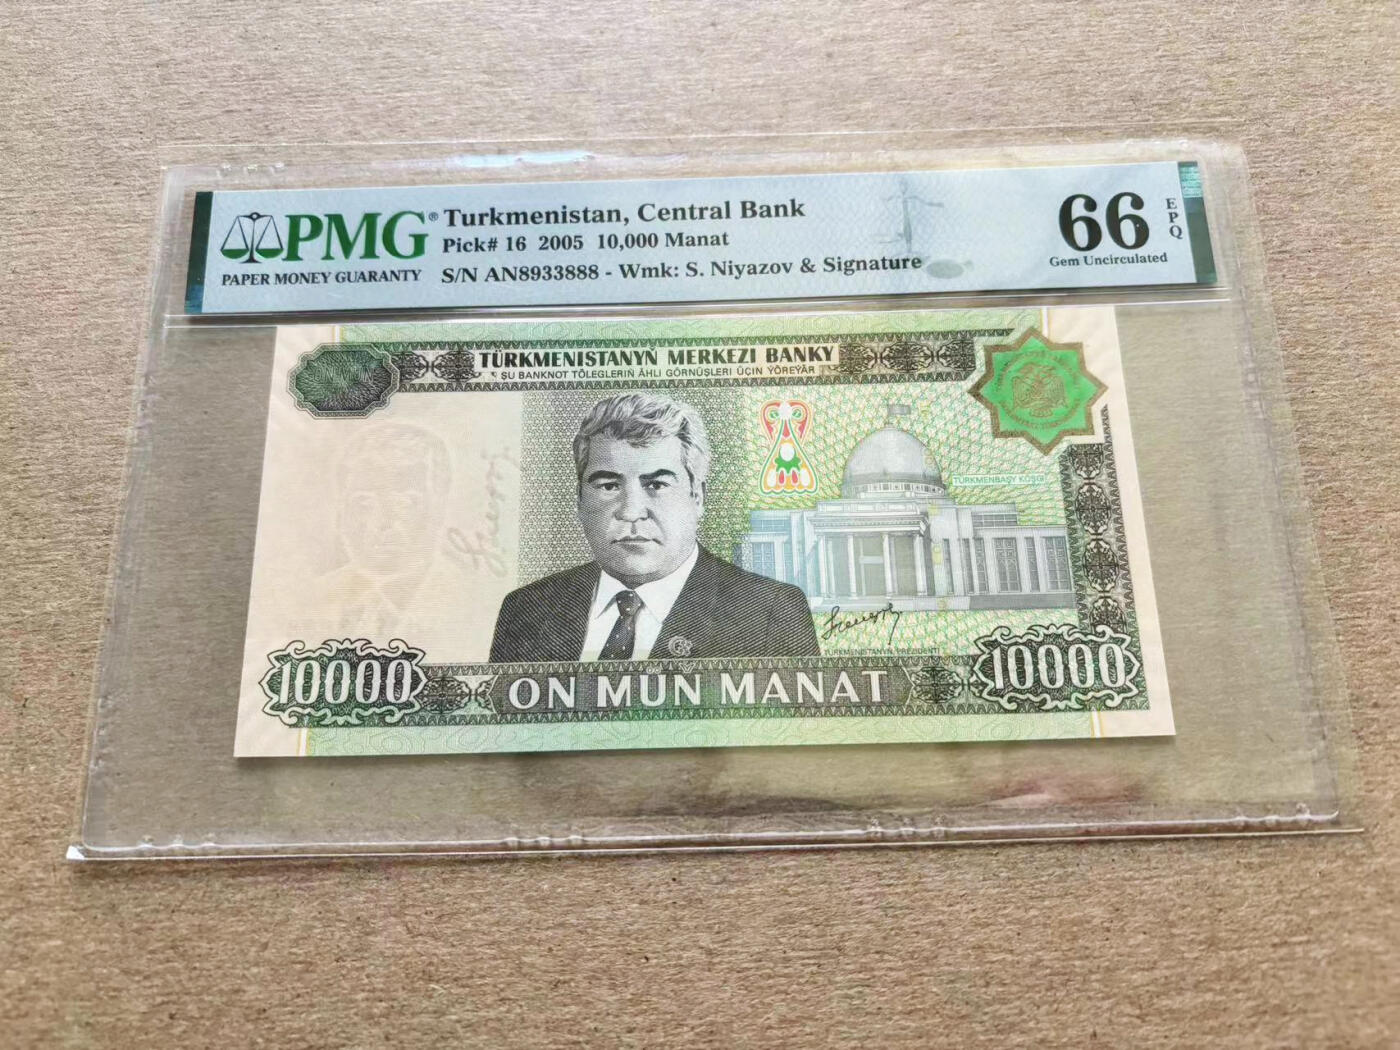 PMG®
PAPER MONEY GUARANTY
Turkmenistan, Central Bank
Pick# 16 2005 10,000 Manat
S/N AN8933888 - Wmk: S. Niyazov & Signature
66
EPQ
Gem Uncirculated
TÜRKMENISTANYŇ MERKEZI BANKY
ŞU BANKNOT TÖLEGLERIŇ ÄHLI GÖRNÜŞLERI ÜÇIN ÝÖREÝÄR
TÜRKMENBAŞY KÖŞGI
TÜRKMENISTANYŇ PREZIDENTI
10000
ON MÜŇ MANAT
10000